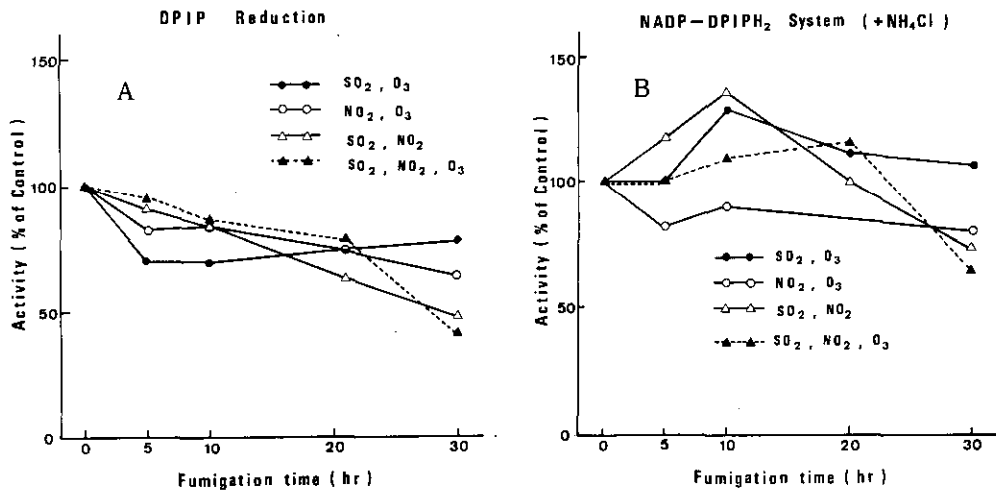 DPIP Reduction
150
A
SO₂, O₃
NO₂, O₃
SO₂, NO₂
SO₂, NO₂, O₃
100
50
0
Activity (% of Control)
0 5 10 20 30
Fumigation time (hr)
NADP-DPIPH₂ System (+NH₄Cl)
150
B
100
50
0
Activity (% of Control)
SO₂, O₃
NO₂, O₃
SO₂, NO₂
SO₂, NO₂, O₃
0 5 10 20 30
Fumigation time (hr)